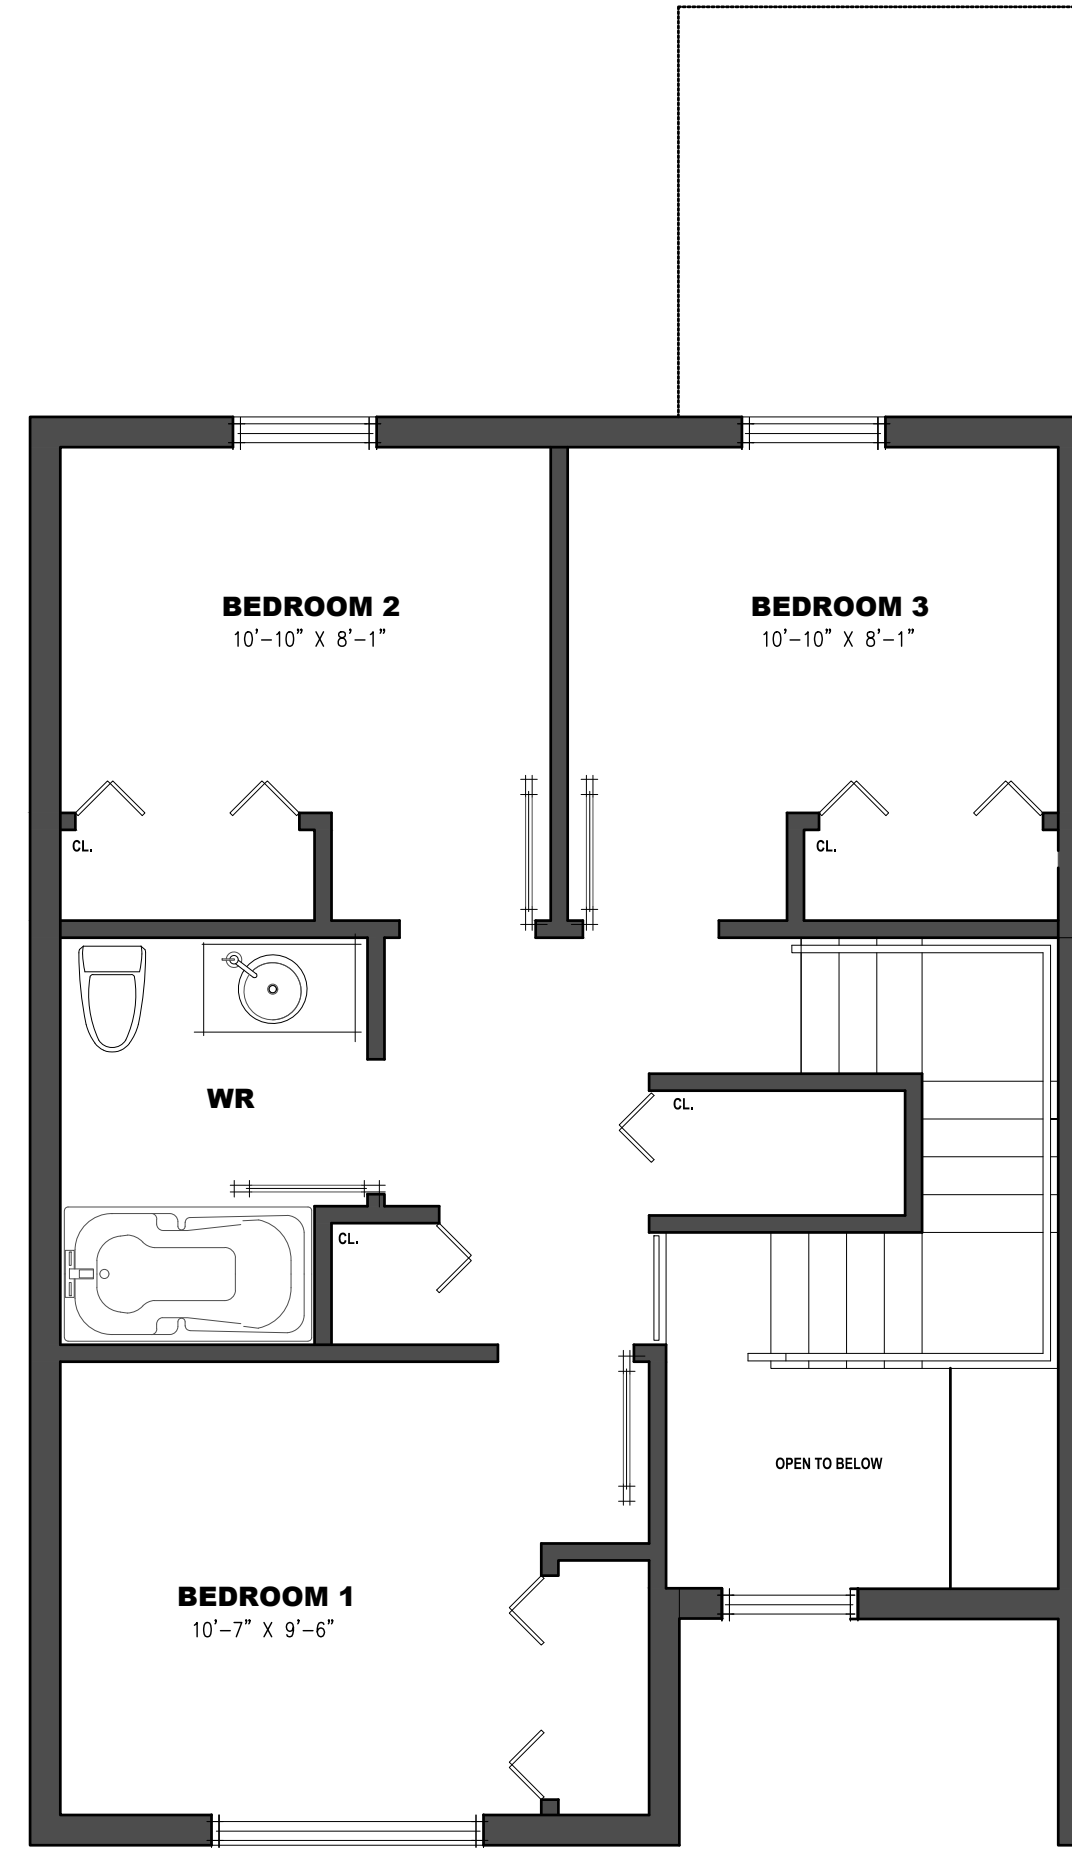 BEDROOM 2
10'-10" X 8'-1"
BEDROOM 3
10'-10" X 8'-1"
CL.
CL.
WR
CL.
CL.
OPEN TO BELOW
BEDROOM 1
10'-7" X 9'-6"